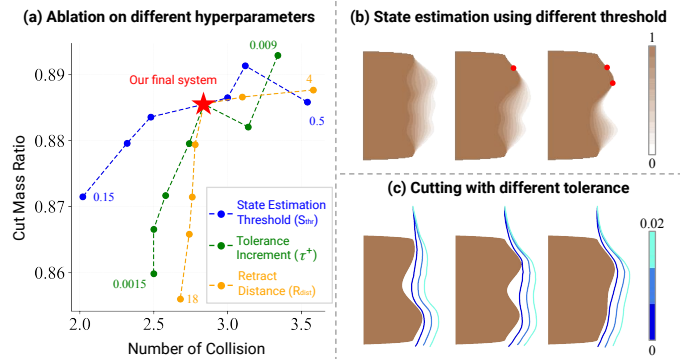 (a) Ablation on different hyperparameters
0.89
0.88
0.87
0.86
Cut Mass Ratio
2.0
2.5
3.0
3.5
Number of Collision
Our final system
0.009
4
0.5
0.15
0.0015
18
State Estimation
Threshold (Sthr)
Tolerance
Increment (τ⁺)
Retract
Distance (Rdist)
(b) State estimation using different threshold
1
0
(c) Cutting with different tolerance
0.02
0